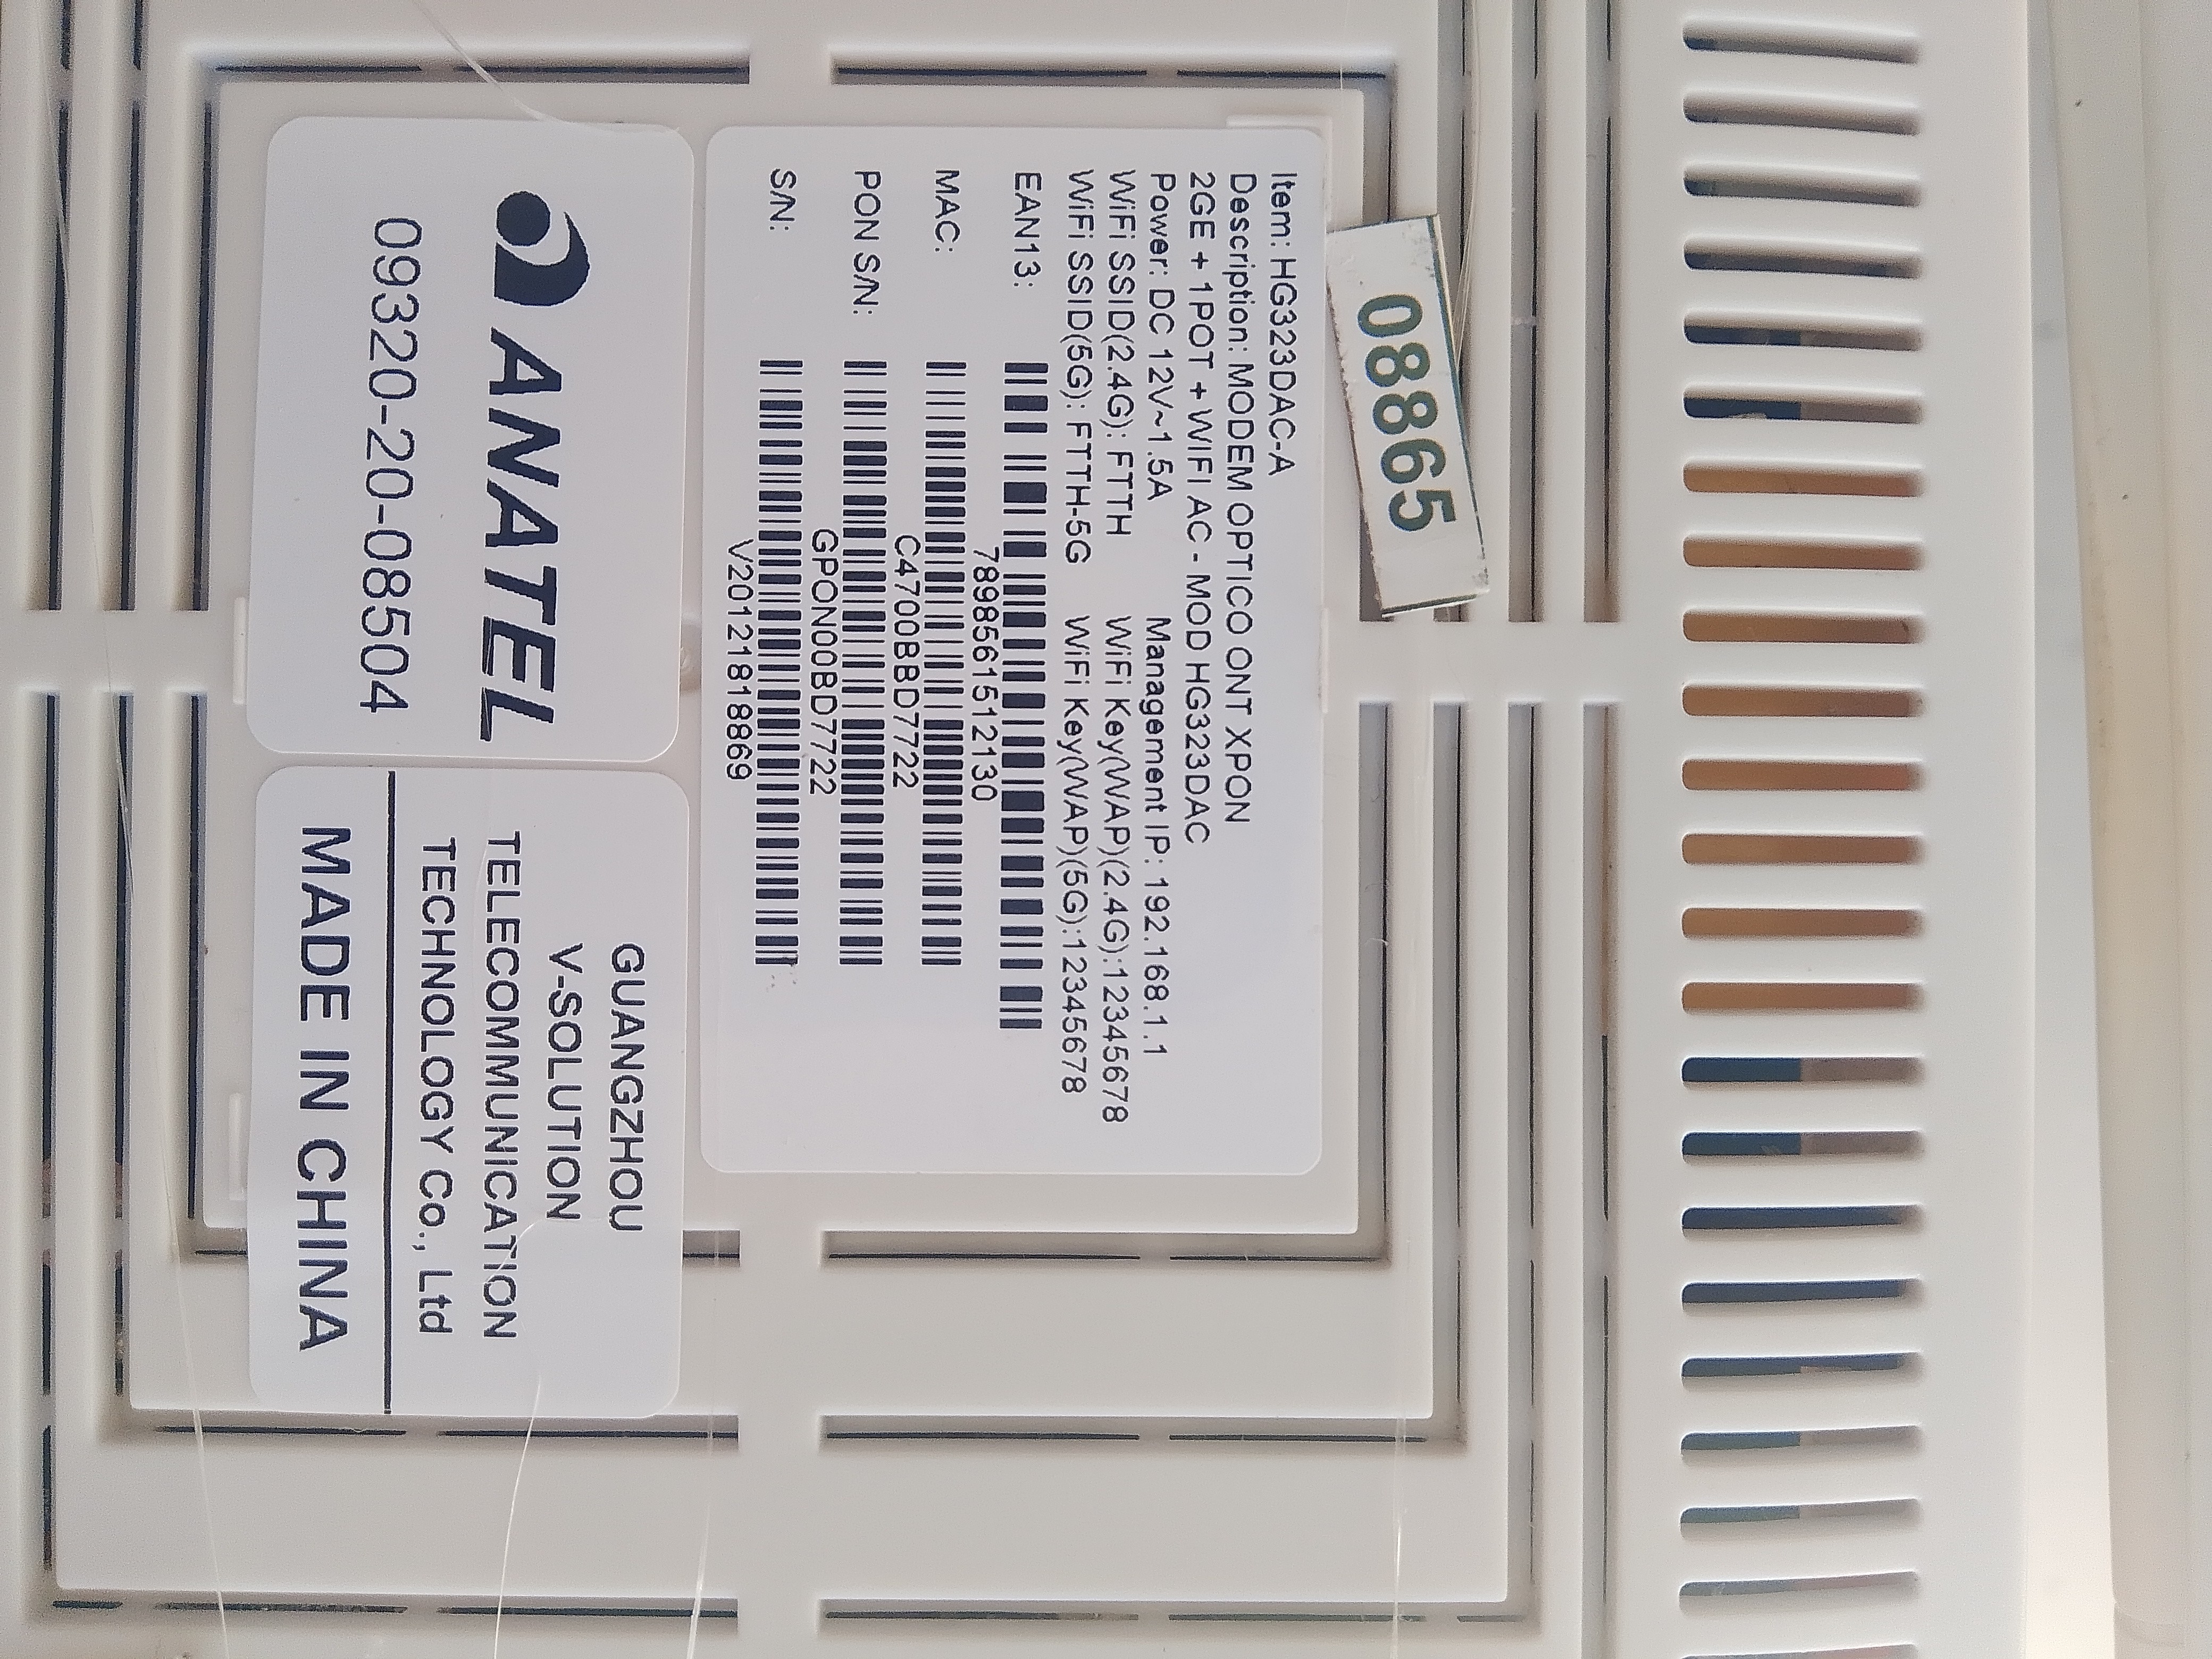 08865
Item: HG323DAC-A
Description: MODEM OPTICO ONT XPON
2GE + 1POT + WIFI AC - MOD HG323DAC
Power: DC 12V~1.5A Management IP: 192.168.1.1
WiFi SSID(2.4G): FTTH WiFi Key(WAP)(2.4G):12345678
WiFi SSID(5G): FTTH-5G WiFi Key(WAP)(5G):12345678
EAN13:
7898561512130
MAC:
C4700BBD7722
PON S/N:
GPON00BD7722
S/N:
V2012181818869
ANATEL
09320-20-08504
GUANGZHOU
V-SOLUTION
TELECOMMUNICATION
TECHNOLOGY Co., Ltd
MADE IN CHINA